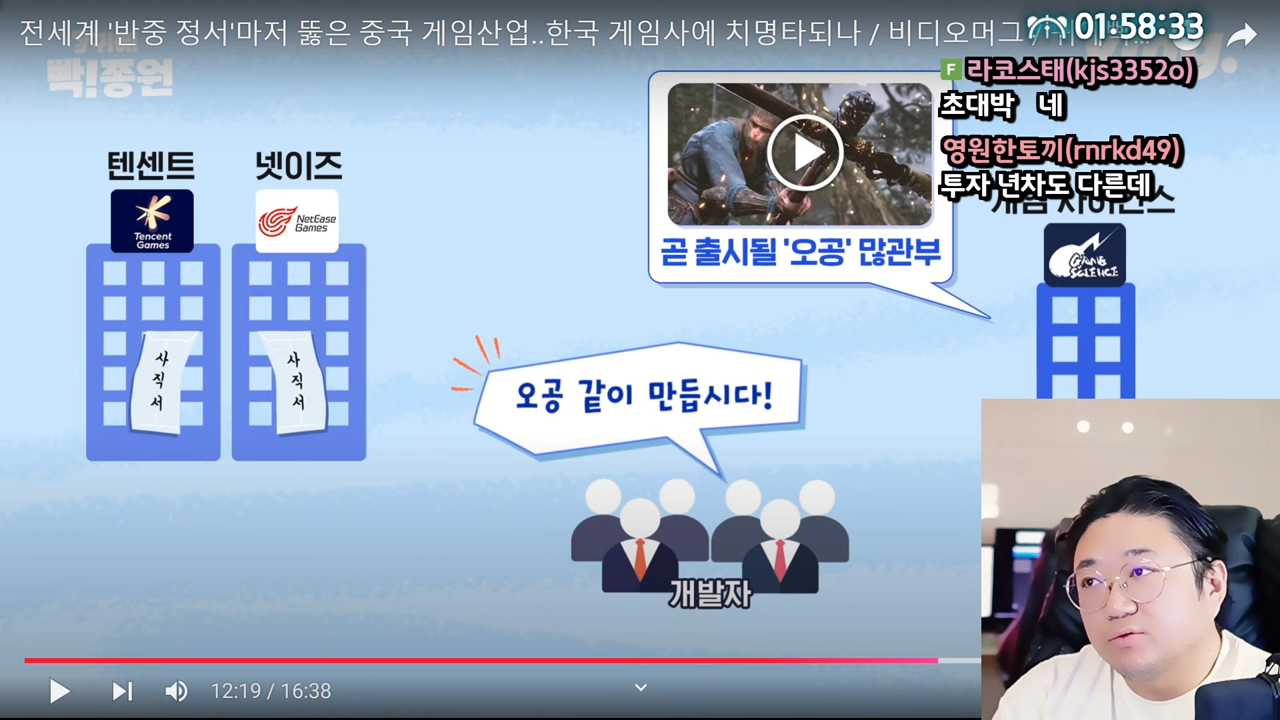 전세계 '반중 정서'마저 뚫은 중국 게임산업..한국 게임사에 치명타되나 / 비디오머그
01:58:33
빡!종원
F 라코스태(kjs3352o)
초대박 네
영원한토끼(rnrkd49)
투자 년차도 다른데
텐센트
넷이즈
Tencent
Games
NetEase
Games
곧 출시될 '오공' 많관부
GAME
SCIENCE
사직서
사직서
오공 같이 만듭시다!
개발자
12:19 / 16:38